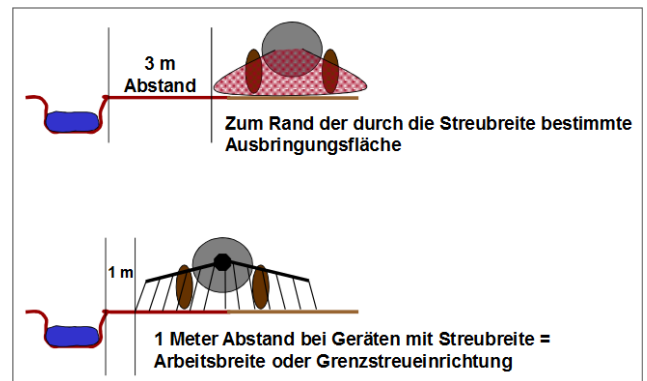 3 m
Abstand
Zum Rand der durch die Streubreite bestimmte
Ausbringungsfläche
1 m
1 Meter Abstand bei Geräten mit Streubreite =
Arbeitsbreite oder Grenzstreueinrichtung